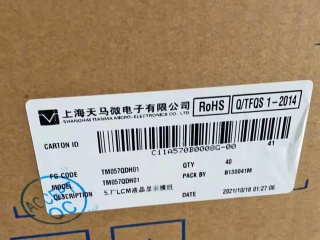 上海天马微电子有限公司
SHANGHAI TIANMA MICRO-ELECTRONICS CO.,LTD
RoHS
Q/TFQS 1-2014
CARTON ID
C11A570B0008G-00
41
FG-CODE TM057QDH01 QTY 40
MODEL TM057QDH01 PACK BY B139041M
DESCRIPTION 5.7"LCM液晶显示模组 2021/10/18 01:27:06
ACCEP
QC